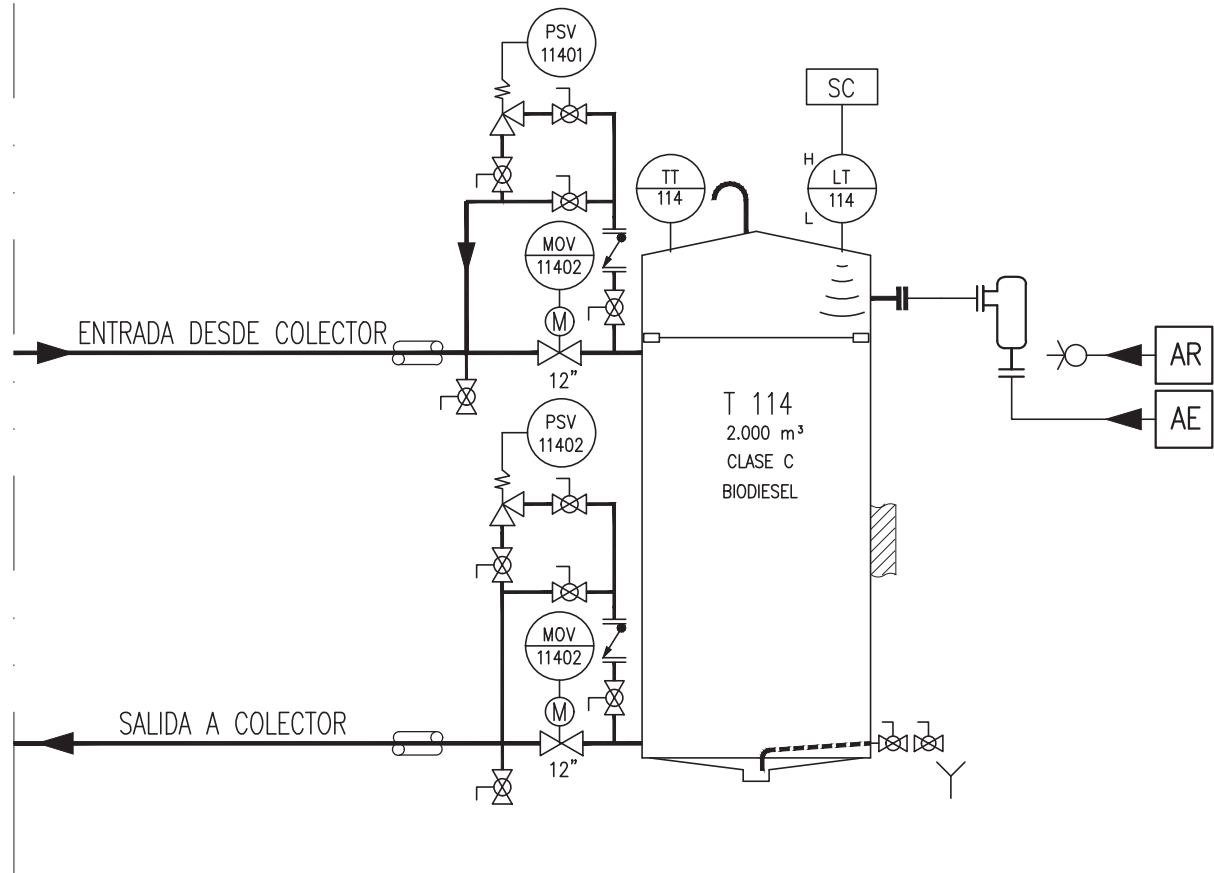 PSV
11401
SC
H
LT
114
L
TT
114
MOV
11402
M
12"
ENTRADA DESDE COLECTOR
AR
AE
T 114
2.000 m³
CLASE C
BIODIESEL
PSV
11402
MOV
11402
M
12"
SALIDA A COLECTOR